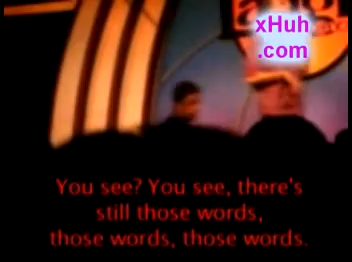 xHuh
.com
You see? You see, there's
still those words,
those words, those words.